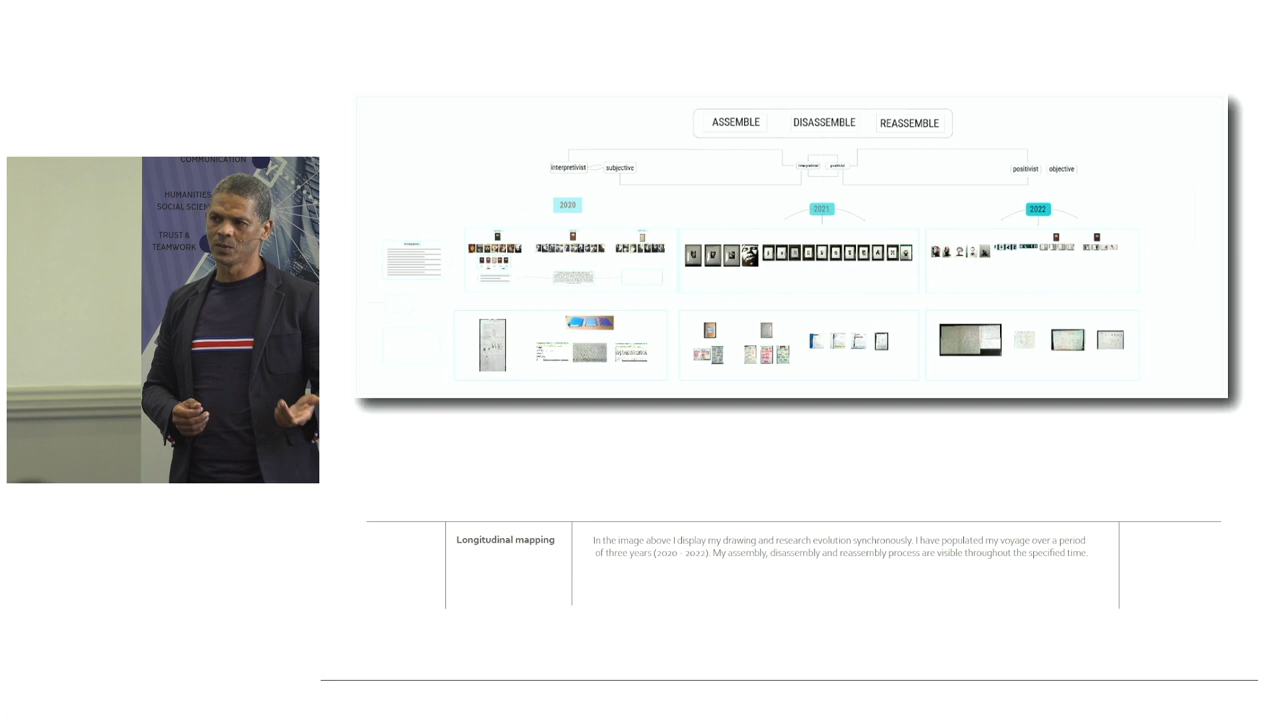 COMMUNICATION
HUMANITIES
SOCIAL SCIEN
TRUST &
TEAMWORK
ASSEMBLE DISASSEMBLE REASSEMBLE
interpretivist subjective
interpretivist positivist
positivist objective
2020
2021
2022
Longitudinal mapping
In the image above I display my drawing and research evolution synchronously. I have populated my voyage over a period
of three years (2020 - 2022). My assembly, disassembly and reassembly process are visible throughout the specified time.